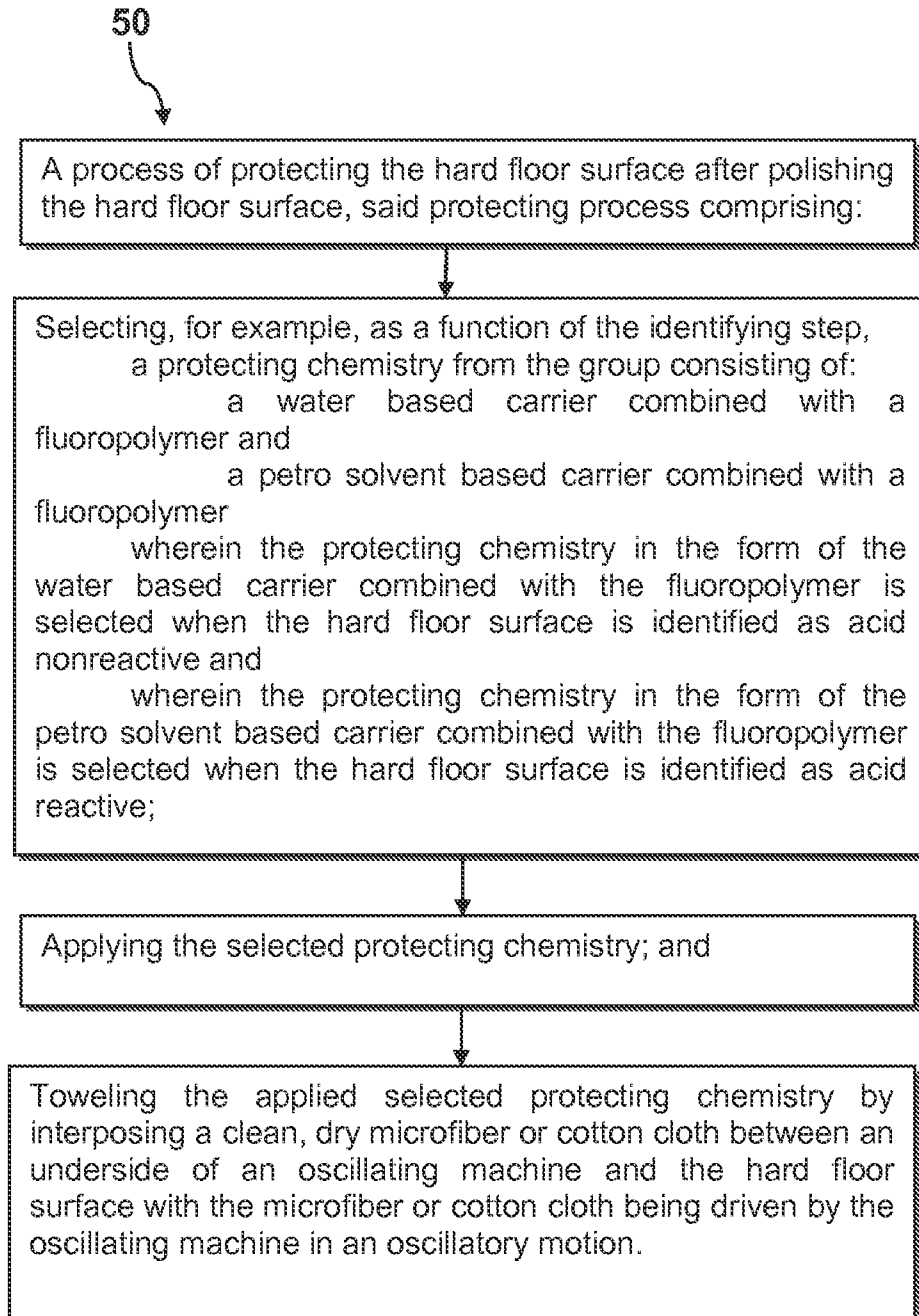 50
A process of protecting the hard floor surface after polishing
the hard floor surface, said protecting process comprising:
Selecting, for example, as a function of the identifying step,
a protecting chemistry from the group consisting of:
a water based carrier combined with a
fluoropolymer and
a petro solvent based carrier combined with a
fluoropolymer
wherein the protecting chemistry in the form of the
water based carrier combined with the fluoropolymer is
selected when the hard floor surface is identified as acid
nonreactive and
wherein the protecting chemistry in the form of the
petro solvent based carrier combined with the fluoropolymer
is selected when the hard floor surface is identified as acid
reactive;
Applying the selected protecting chemistry; and
Toweling the applied selected protecting chemistry by
interposing a clean, dry microfiber or cotton cloth between an
underside of an oscillating machine and the hard floor
surface with the microfiber or cotton cloth being driven by the
oscillating machine in an oscillatory motion.